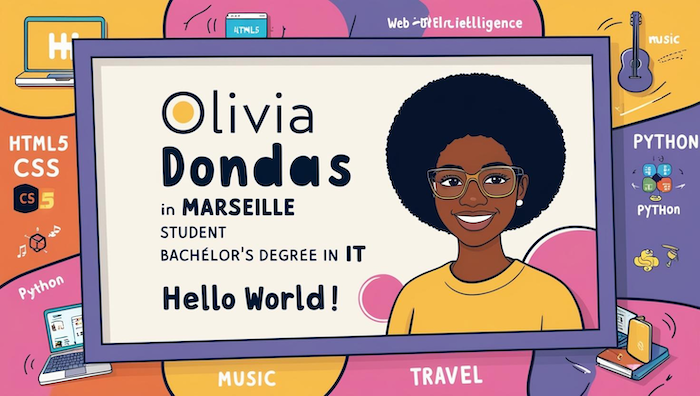 Hi
HTML5
Web
music
Olivia
Dondas
in MARSEILLE
STUDENT
BACHÉLOR'S DEGREE IN IT
Hello World!
HTML5
CSS
CS 5
Python
PYTHON
PYTHON
MUSIC
TRAVEL